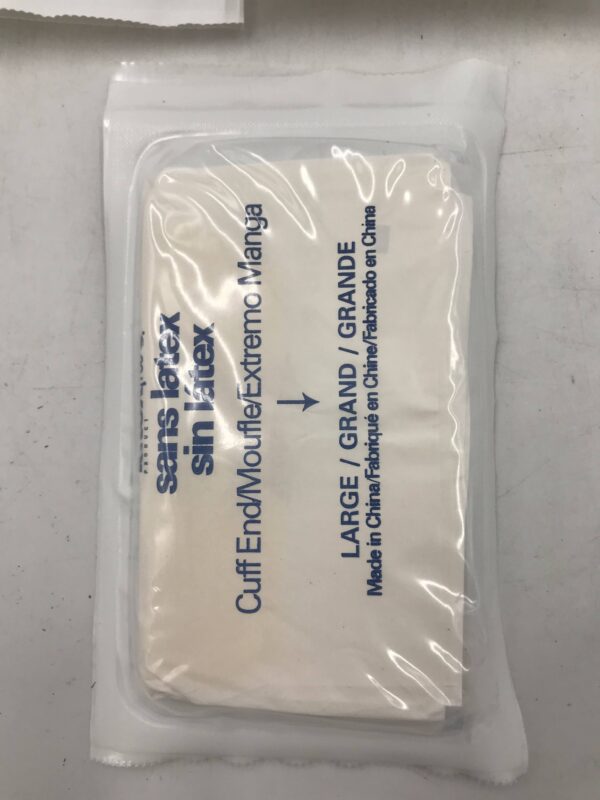 PRODUCT
sans latex
sin látex
Cuff End/Moufle/Extremo Manga
LARGE / GRAND / GRANDE
Made in China/Fabriqué en Chine/Fabricado en China